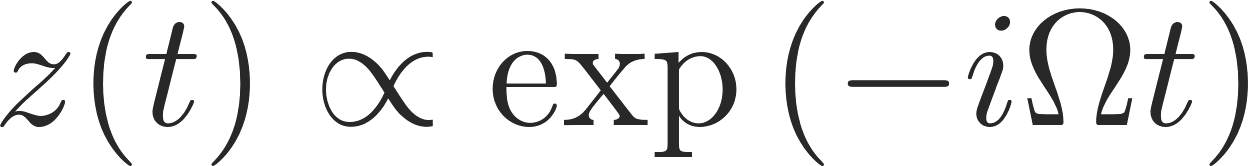 z(t) ∝ exp (−iΩt)